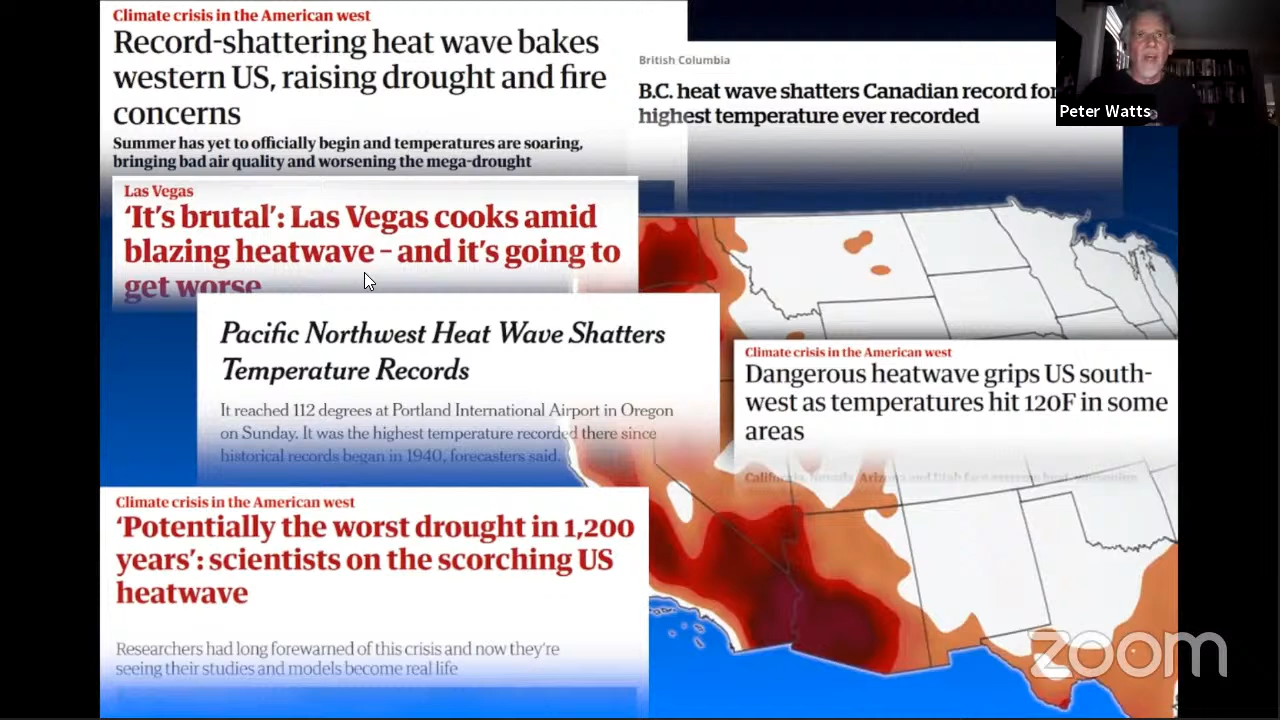 Climate crisis in the American west
Record-shattering heat wave bakes
western US, raising drought and fire
concerns
Summer has yet to officially begin and temperatures are soaring,
bringing bad air quality and worsening the mega-drought
British Columbia
B.C. heat wave shatters Canadian record for
highest temperature ever recorded
Peter Watts
Las Vegas
‘It’s brutal’: Las Vegas cooks amid
blazing heatwave – and it’s going to
get worse
Pacific Northwest Heat Wave Shatters
Temperature Records
It reached 112 degrees at Portland International Airport in Oregon
on Sunday. It was the highest temperature recorded there since
historical records began in 1940, forecasters said.
Climate crisis in the American west
Dangerous heatwave grips US south-
west as temperatures hit 120F in some
areas
California, Nevada, Arizona and Utah face extreme heat,
Climate crisis in the American west
‘Potentially the worst drought in 1,200
years’: scientists on the scorching US
heatwave
Researchers had long forewarned of this crisis and now they’re
seeing their studies and models become real life
zoom